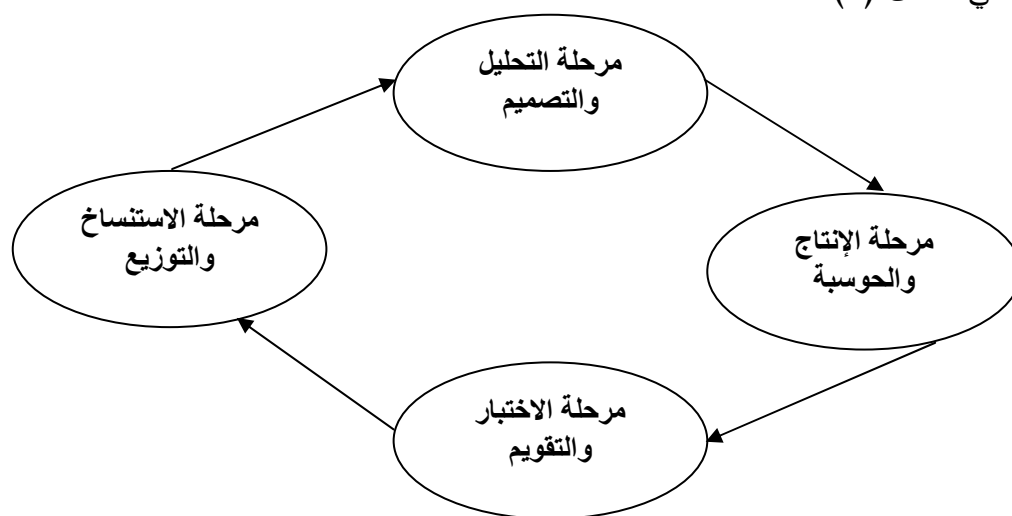 مرحلة التحليل
والتصميم
مرحلة الإنتاج
والحوسبة
مرحلة الاختبار
والتقويم
مرحلة الاستنساخ
والتوزيع